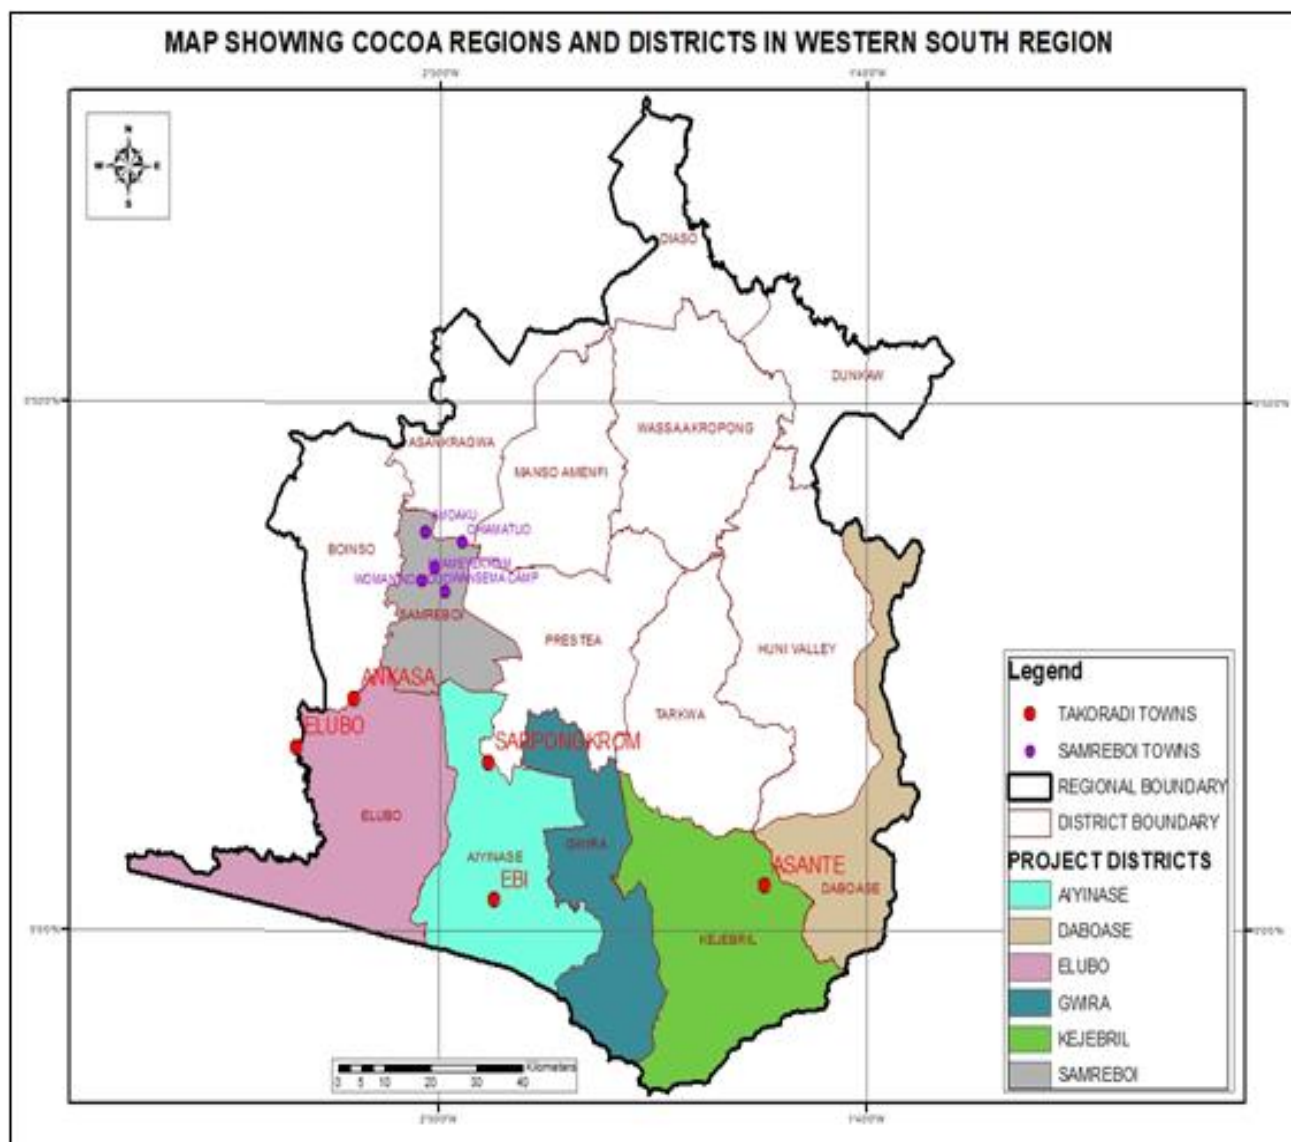 MAP SHOWING COCOA REGIONS AND DISTRICTS IN WESTERN SOUTH REGION
N
W E
S
DIASO
DUNKAW
WASSAAKROPONG
ASANKRAGWA
MANSO AMENFI
BOINSO
SAMREBOI
PRESTEA
HUNI VALLEY
ANKASA
TARKWA
ELUBO
SARPONGKROM
ELUBO
GWIRA
AIYINASE
EBI
ASANTE
DABOASE
KEJEBRIL
Kilometers
0 5 10 20 30 40
Legend
TAKORADI TOWNS
SAMREBOI TOWNS
REGIONAL BOUNDARY
DISTRICT BOUNDARY
PROJECT DISTRICTS
AIYINASE
DABOASE
ELUBO
GWIRA
KEJEBRIL
SAMREBOI